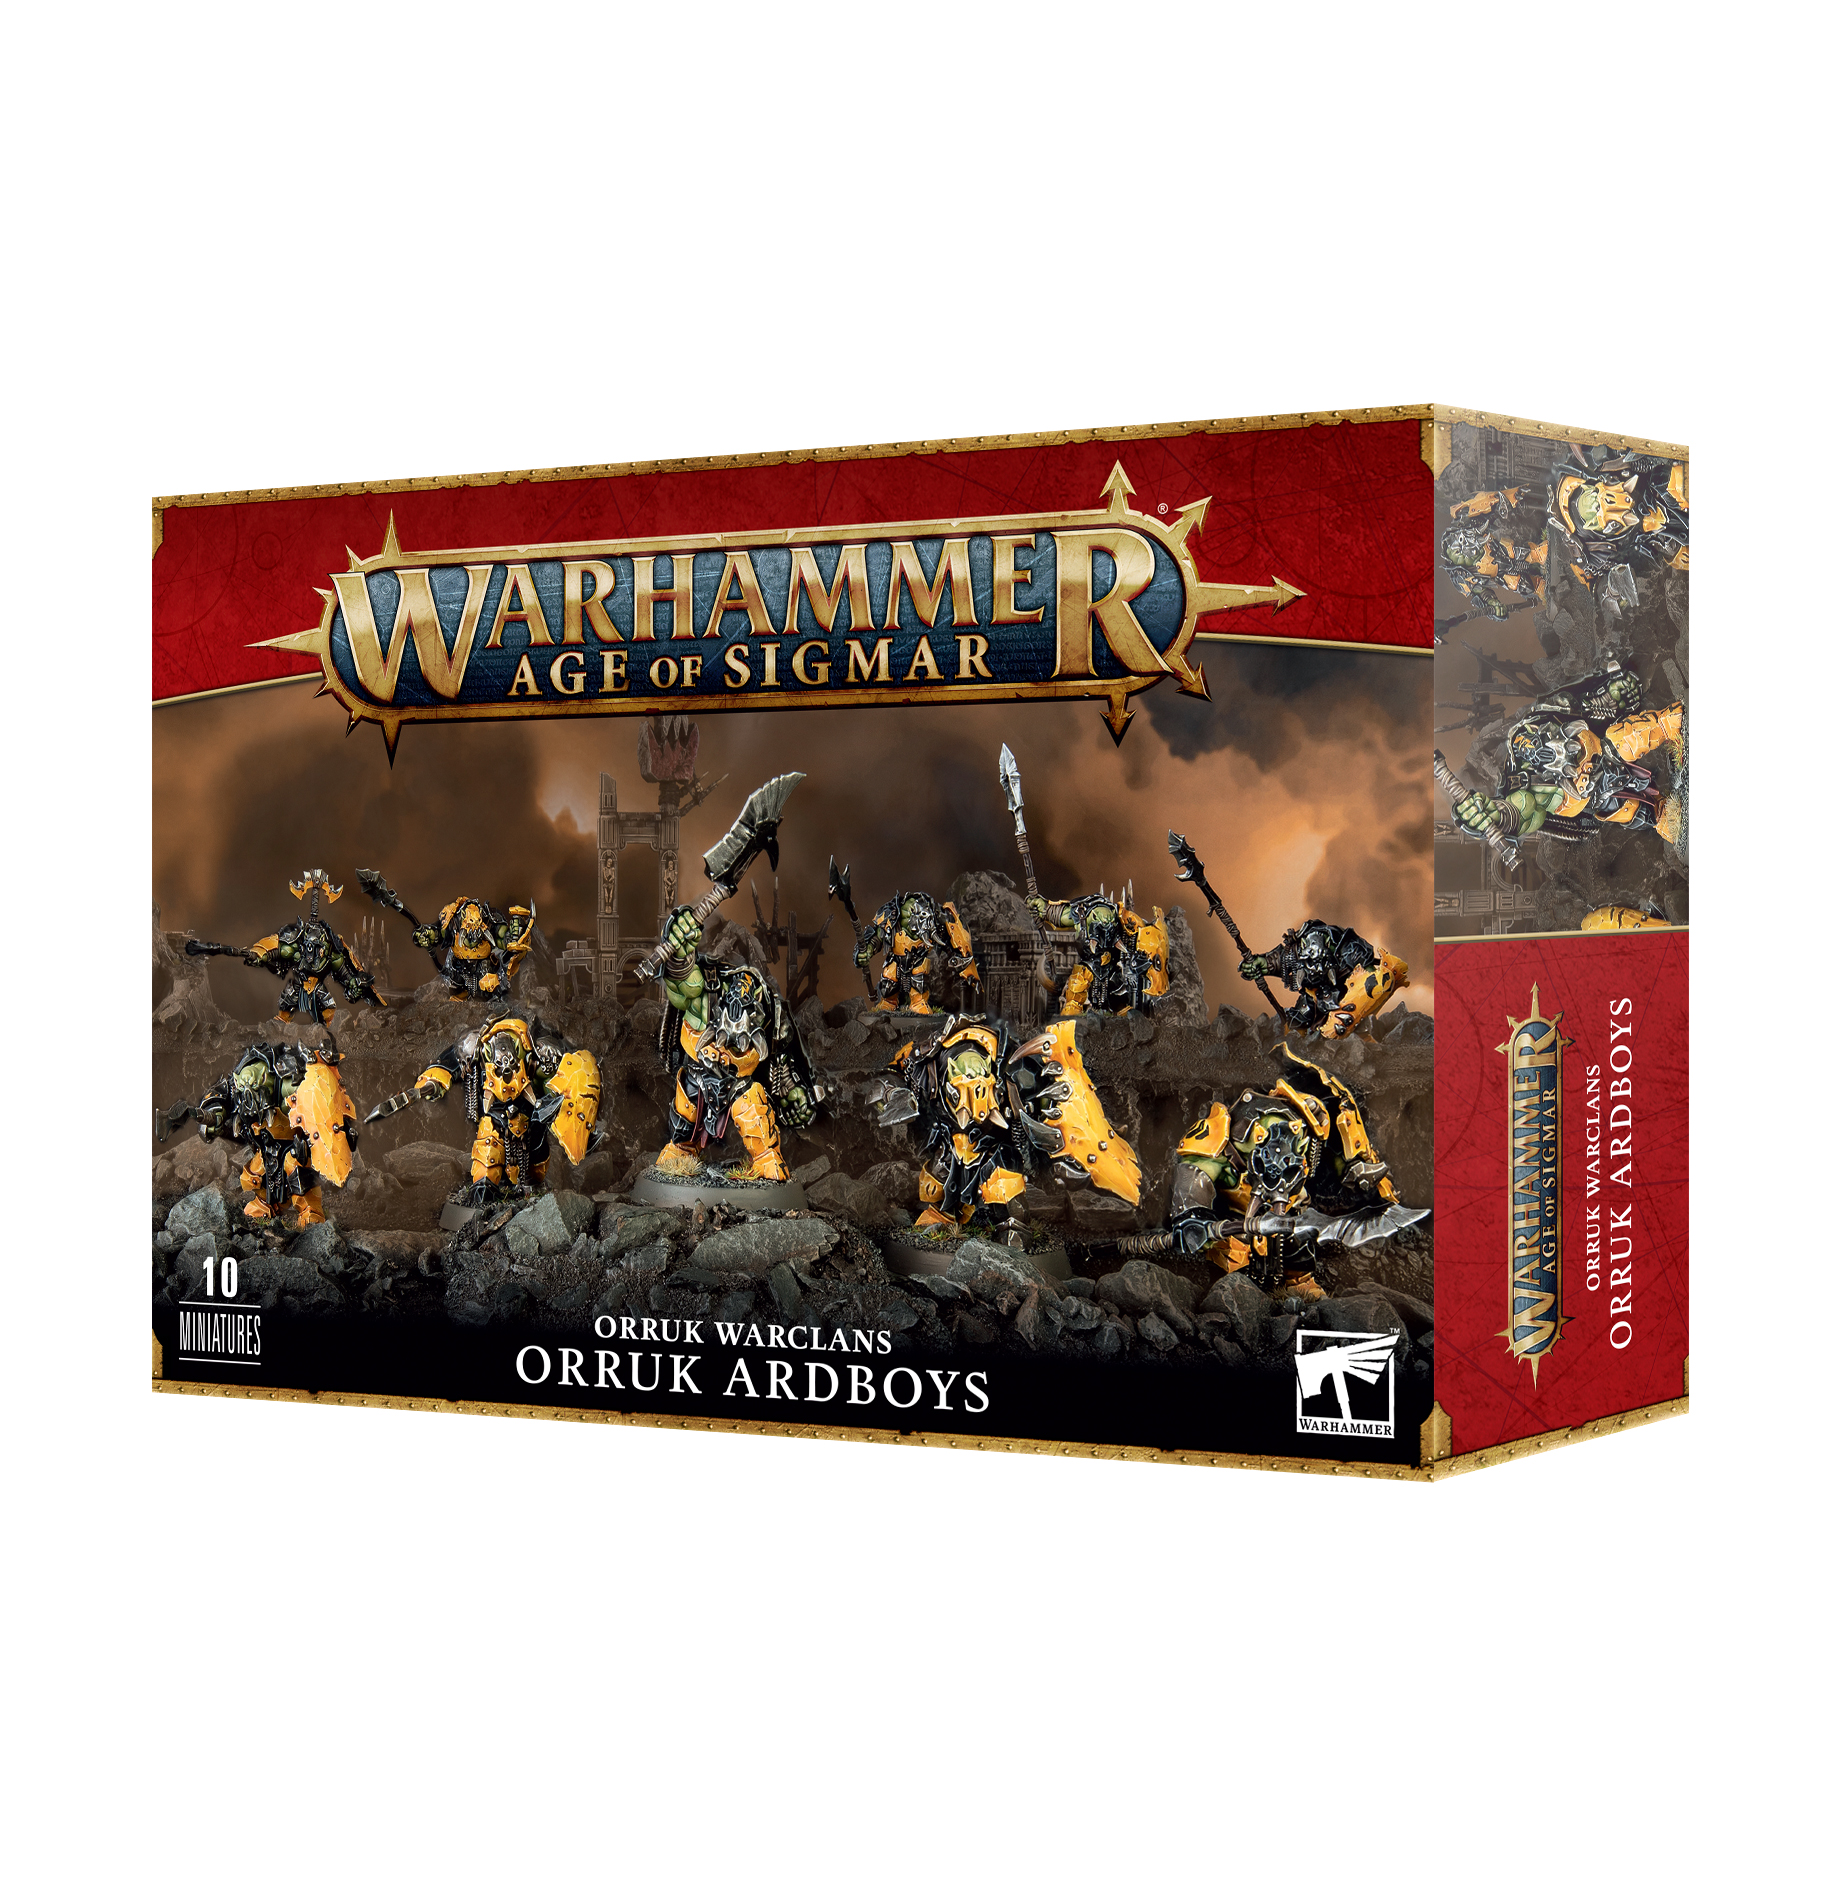 WARHAMMER®
AGE OF SIGMAR
10
MINIATURES
ORRUK WARCLANS
ORRUK ARDBOYS
™
WARHAMMER
WARHAMMER
AGE OF SIGMAR
ORRUK WARCLANS
ORRUK ARDBOYS